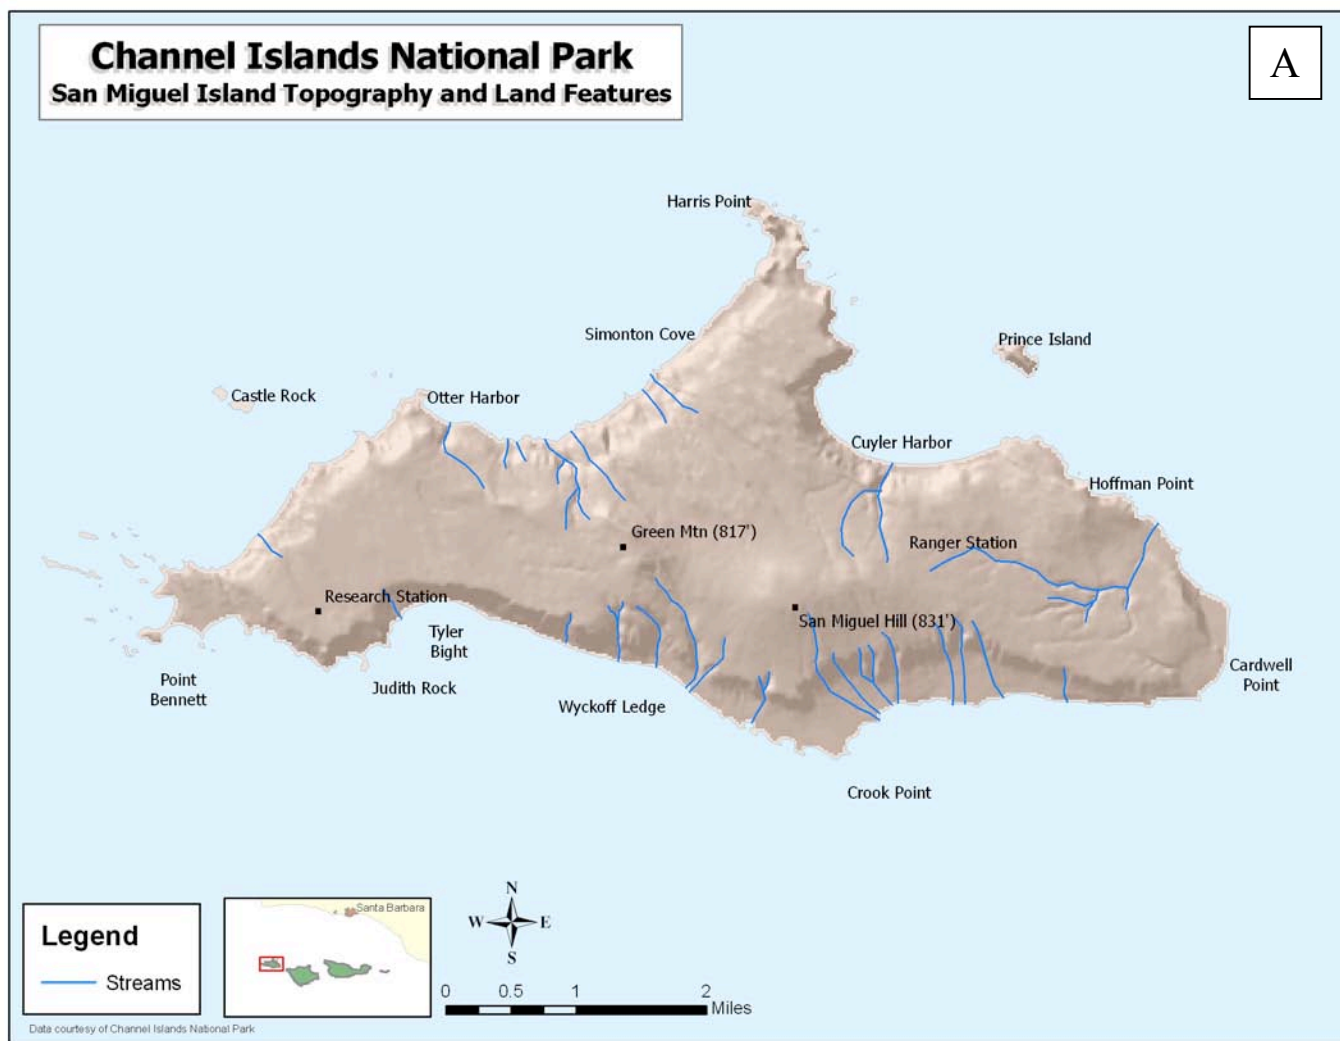 Channel Islands National Park
San Miguel Island Topography and Land Features
A
Harris Point
Simonton Cove
Prince Island
Castle Rock
Otter Harbor
Cuyler Harbor
Hoffman Point
Green Mtn (817')
Ranger Station
Research Station
San Miguel Hill (831')
Tyler
Bight
Point
Bennett
Judith Rock
Wyckoff Ledge
Cardwell
Point
Crook Point
Legend
Streams
Santa Barbara
N
W
E
S
0
0.5
1
2
Miles
Data courtesy of Channel Islands National Park